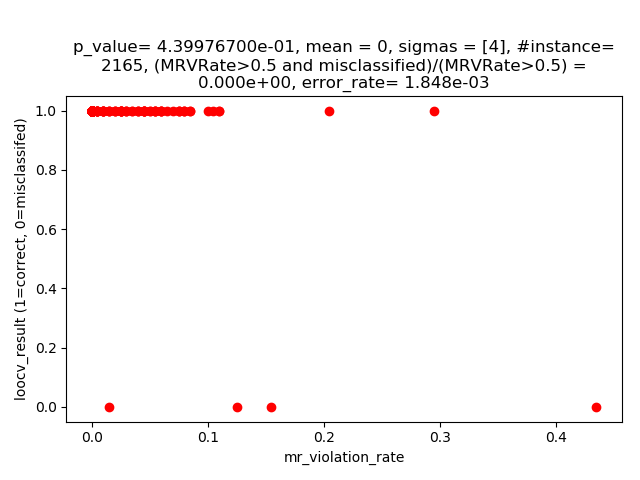 p_value= 4.39976700e-01, mean = 0, sigmas = [4], #instance=
2165, (MRVRate>0.5 and misclassified)/(MRVRate>0.5) =
0.000e+00, error_rate= 1.848e-03
1.0
0.8
0.6
0.4
0.2
0.0
loocv_result (1=correct, 0=misclassifed)
0.0 0.1 0.2 0.3 0.4
mr_violation_rate